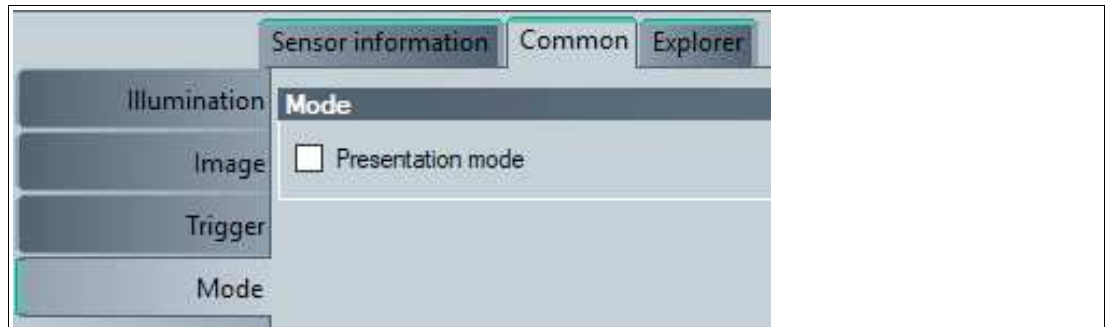 Sensor information
Common
Explorer
Illumination
Image
Trigger
Mode
Mode
Presentation mode